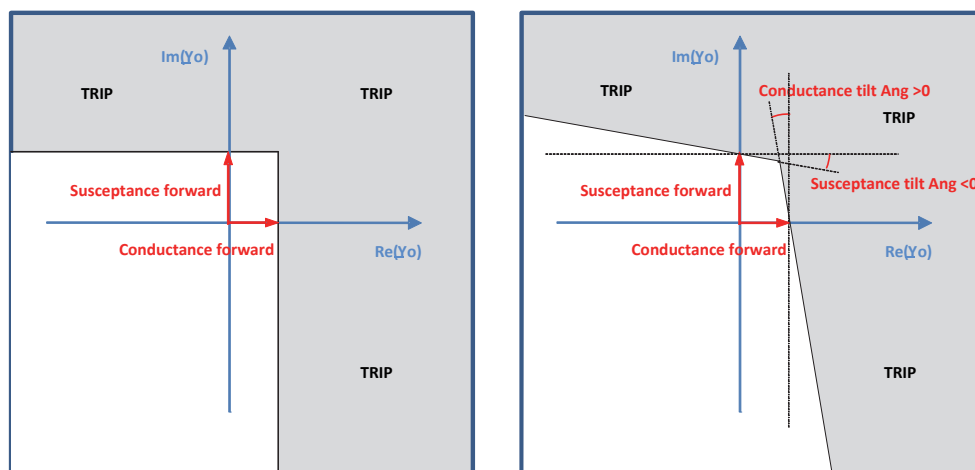 Im(Yo)
TRIP
TRIP
Susceptance forward
Conductance forward
Re(Yo)
TRIP
Im(Yo)
TRIP
Conductance tilt Ang >0
TRIP
Susceptance tilt Ang <0
Susceptance forward
Conductance forward
Re(Yo)
TRIP